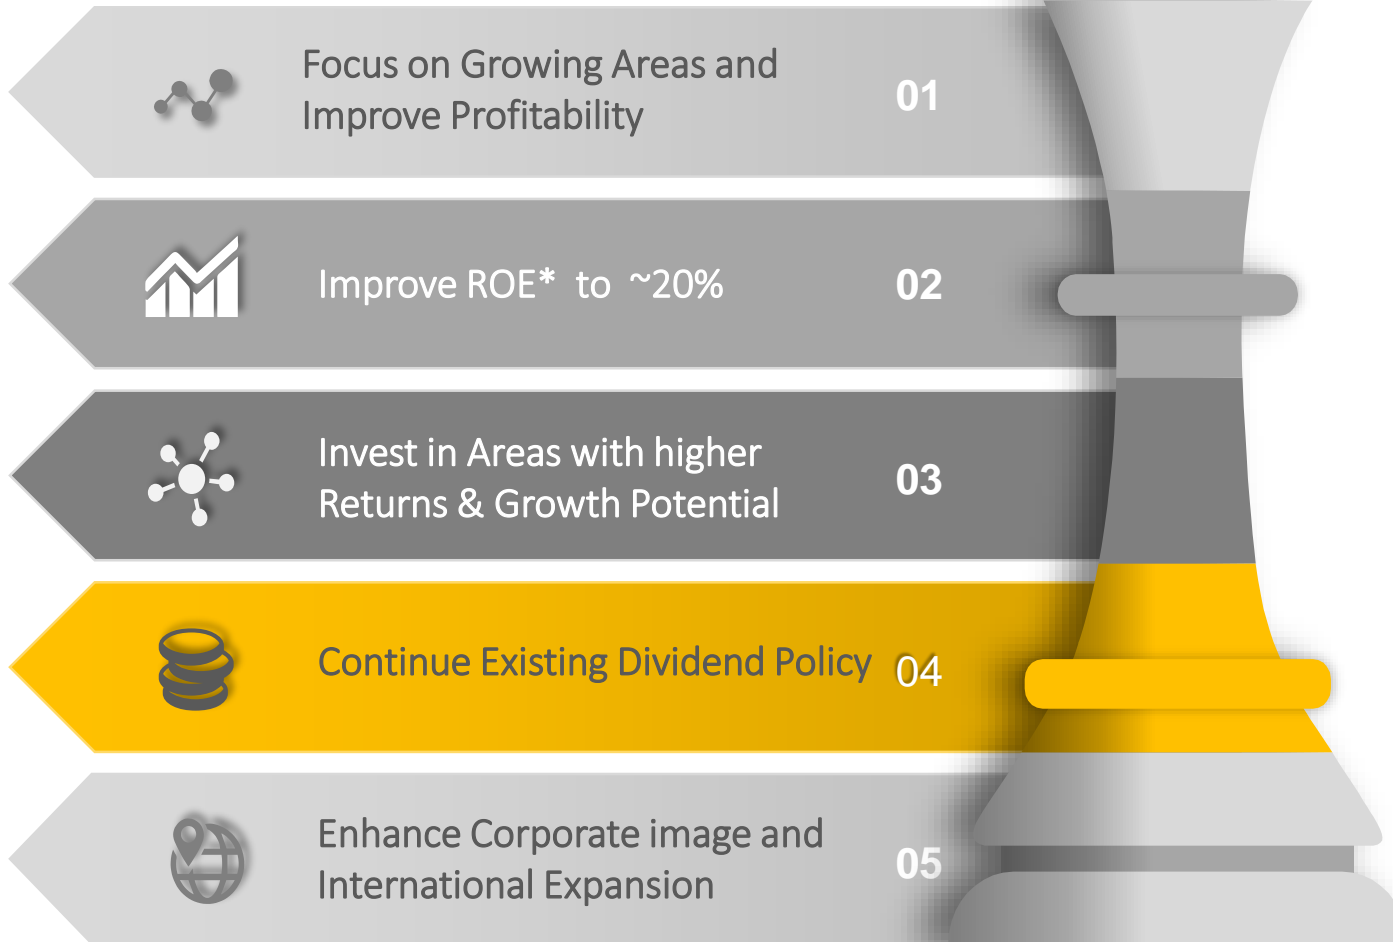 Focus on Growing Areas and
Improve Profitability
01
Improve ROE* to ~20%
02
Invest in Areas with higher
Returns & Growth Potential
03
Continue Existing Dividend Policy
04
Enhance Corporate image and
International Expansion
05